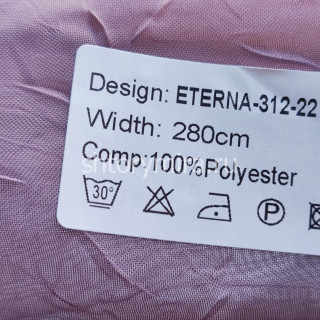 Design: ETERNA-312-22
Width: 280cm
Comp:100%Polyester
30°
P